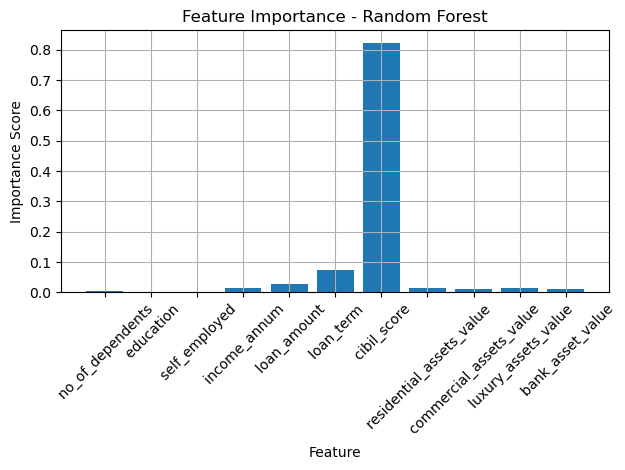 Feature Importance - Random Forest
Importance Score
0.8
0.7
0.6
0.5
0.4
0.3
0.2
0.1
0.0
no_of_dependents
education
self_employed
income_annum
loan_amount
loan_term
cibil_score
residential_assets_value
commercial_assets_value
luxury_assets_value
bank_asset_value
Feature